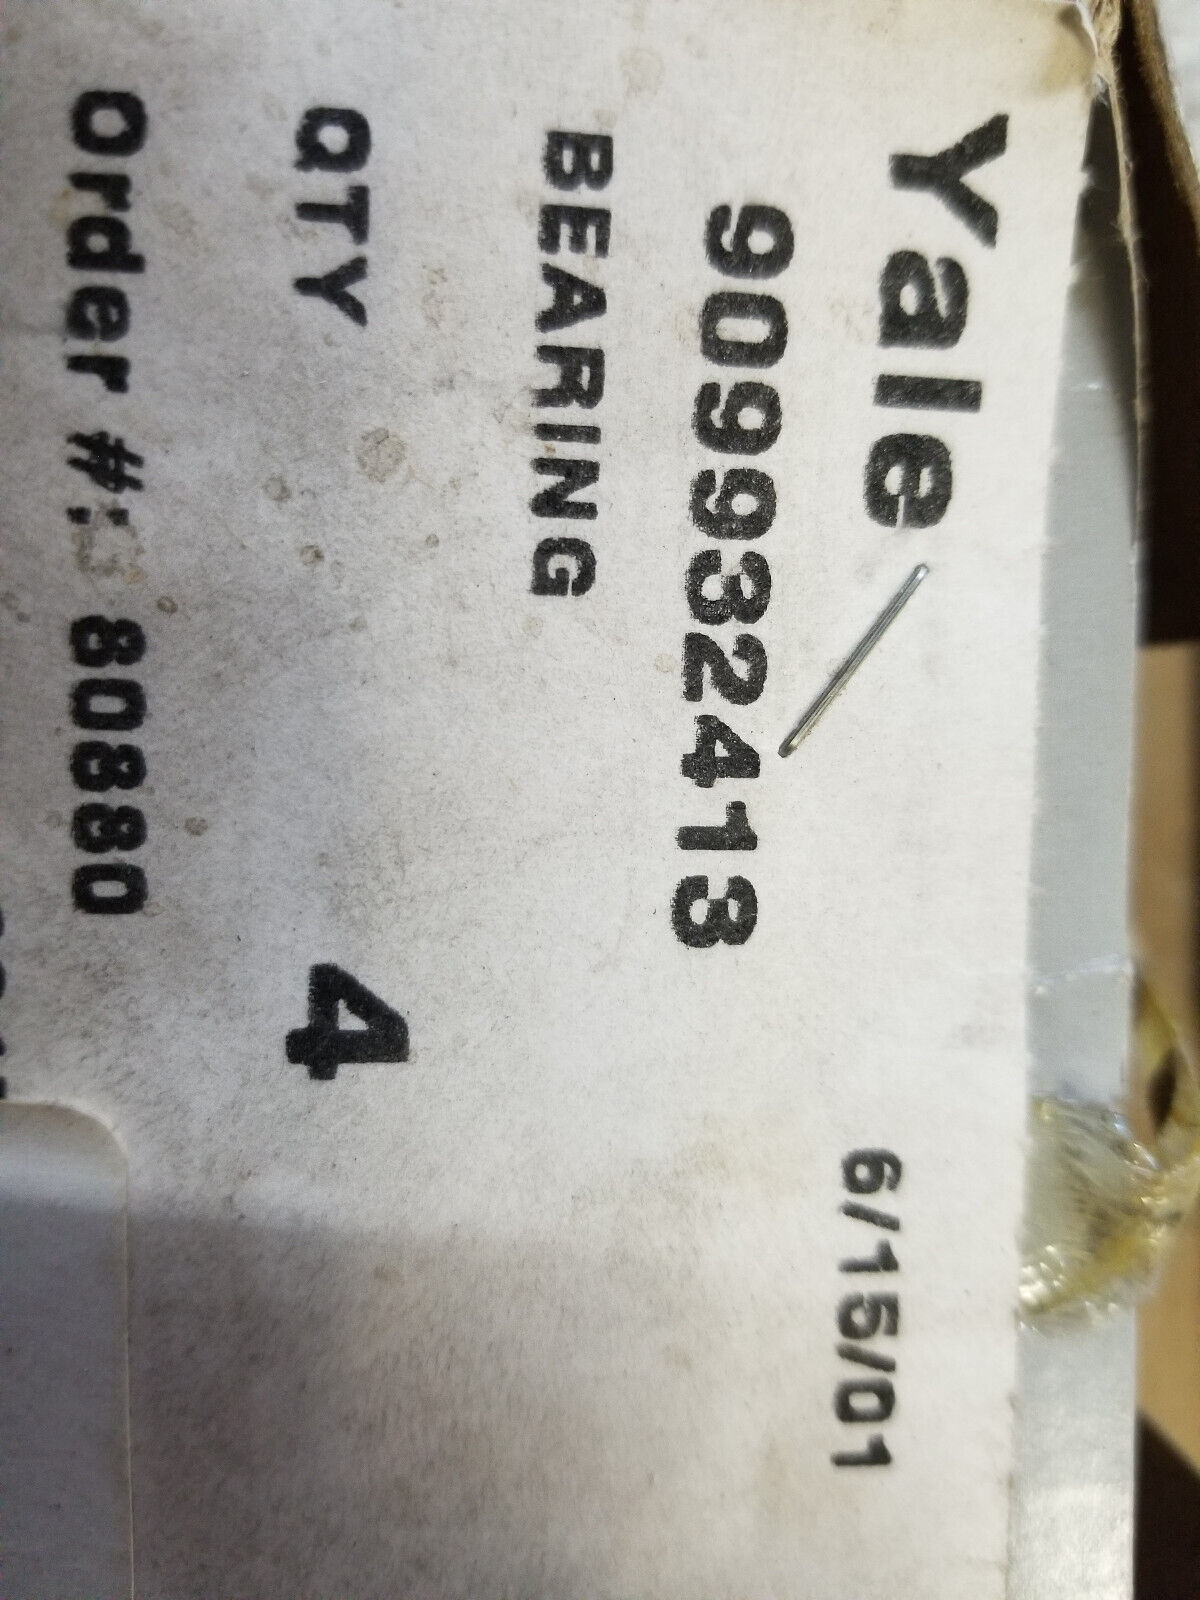 Yale
6/15/01
909932413
BEARING
QTY 4
Order #: 80880